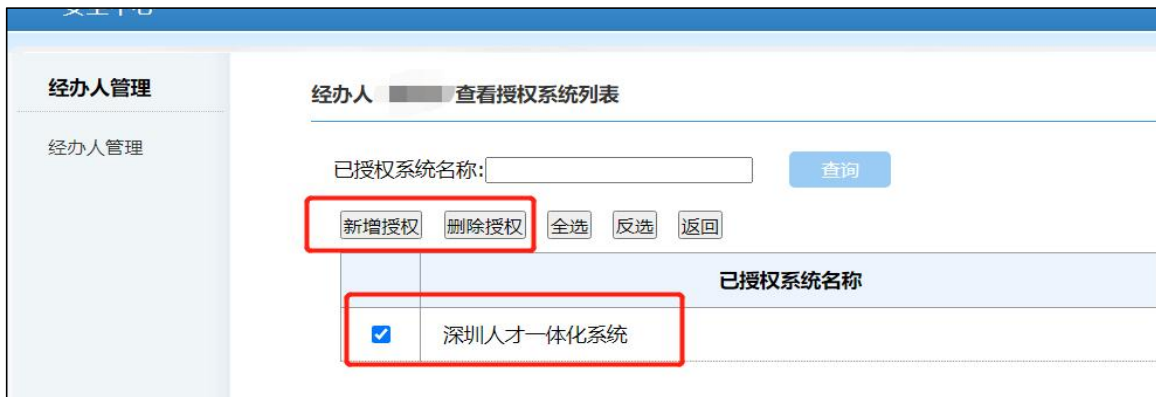 经办人管理
经办人管理
经办人 查看授权系统列表
已授权系统名称: 查询
新增授权 删除授权 全选 反选 返回
已授权系统名称
深圳人才一体化系统